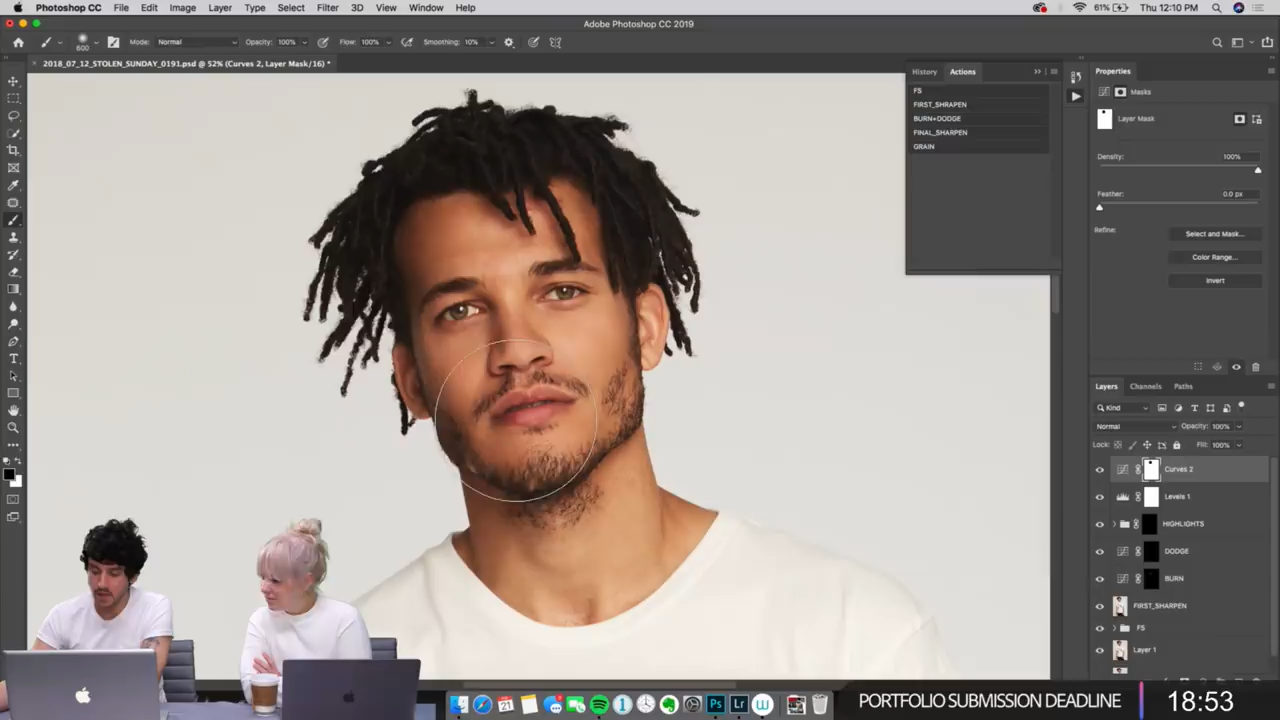 Photoshop CC File Edit Image Layer Type Select Filter 3D View Window Help 61% Thu 12:10 PM
Adobe Photoshop CC 2019
600 Mode: Normal Opacity: 100% Flow: 100% Smoothing: 10%
2018_07_12_STOLEN_SUNDAY_0191.psd @ 52% (Curves 2, Layer Mask/16) *
History Actions
FS
FIRST_SHRAPEN
BURN+DODGE
FINAL_SHARPEN
GRAIN
Properties
Masks
Layer Mask
Density: 100%
Feather: 0.0 px
Refine: Select and Mask...
Color Range...
Invert
Layers Channels Paths
Kind
Normal Opacity: 100%
Lock: Fill: 100%
Curves 2
Levels 1
HIGHLIGHTS
DODGE
BURN
FIRST_SHARPEN
FS
Layer 1
Ps Lr
PORTFOLIO SUBMISSION DEADLINE 18:53